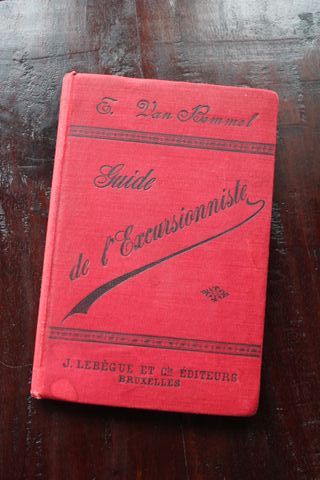 E. Van Bemmel
Guide
de l'Excursionniste
J. LEBÈGUE ET Cie ÉDITEURS
BRUXELLES